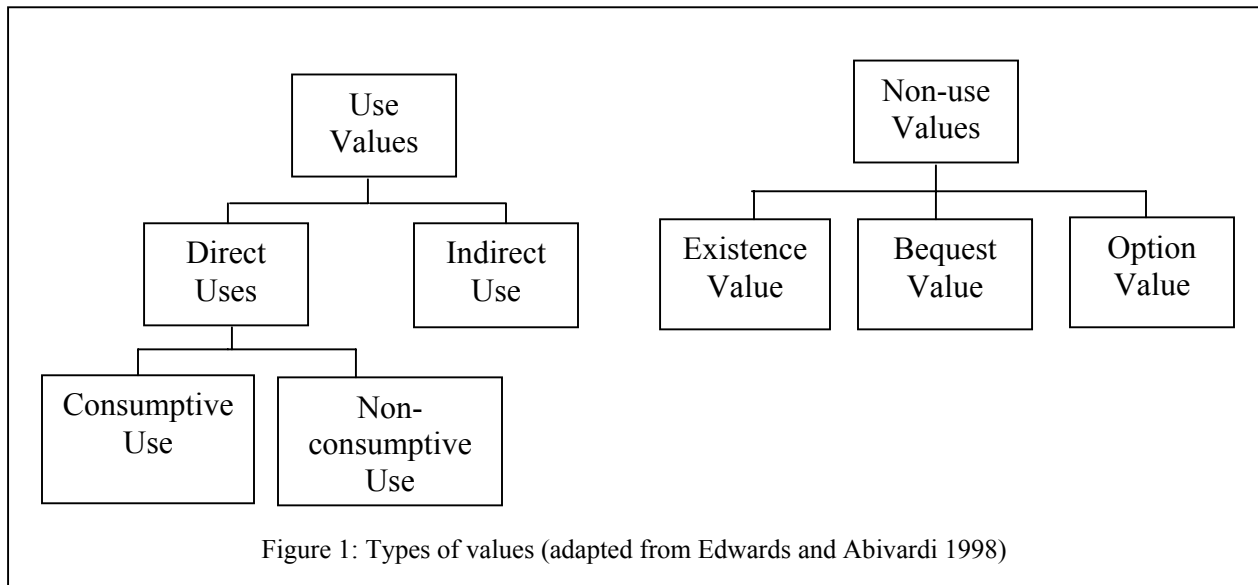 Use
Values
Non-use
Values
Direct
Uses
Indirect
Use
Existence
Value
Bequest
Value
Option
Value
Consumptive
Use
Non-
consumptive
Use
Figure 1: Types of values (adapted from Edwards and Abivardi 1998)